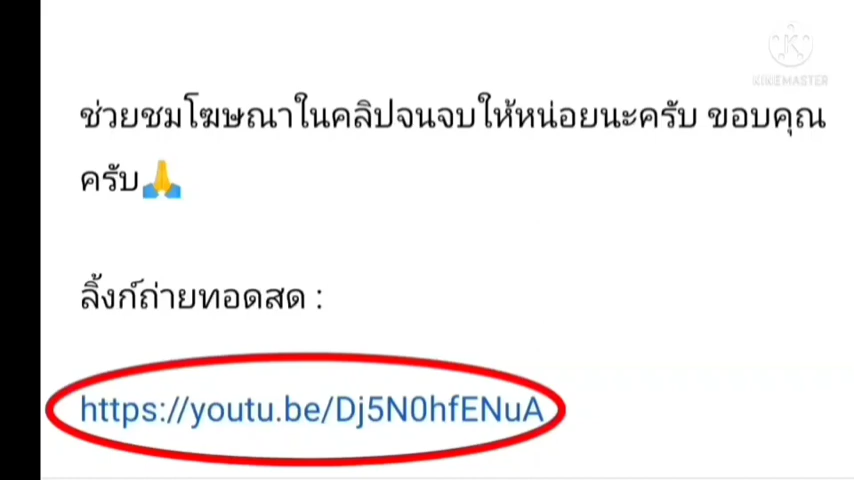 KINEMASTER
ช่วยชมโฆษณาในคลิปจนจบให้หน่อยนะครับ ขอบคุณ
ครับ🙏
ลิ้งก์ถ่ายทอดสด :
https://youtu.be/Dj5N0hfENuA